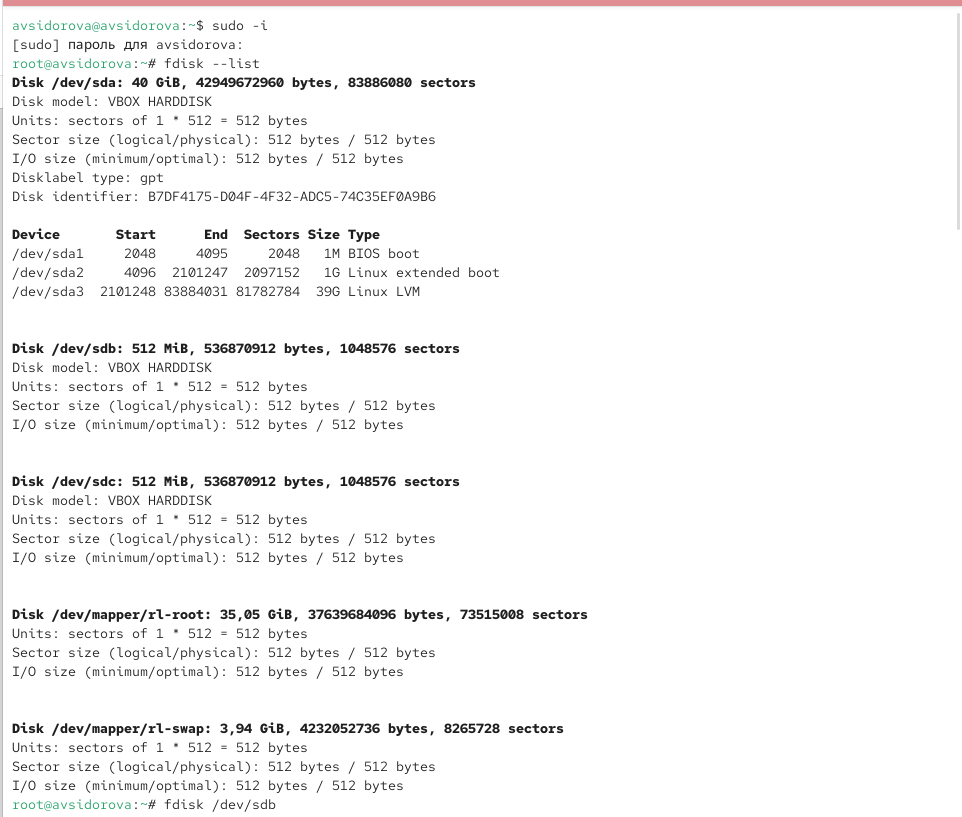 avsidorova@avsidorova:~$ sudo -i
[sudo] пароль для avsidorova:
root@avsidorova:~# fdisk --list
Disk /dev/sda: 40 GiB, 42949672960 bytes, 83886080 sectors
Disk model: VBOX HARDDISK
Units: sectors of 1 * 512 = 512 bytes
Sector size (logical/physical): 512 bytes / 512 bytes
I/O size (minimum/optimal): 512 bytes / 512 bytes
Disklabel type: gpt
Disk identifier: B7DF4175-D04F-4F32-ADC5-74C35EF0A9B6
Device       Start      End  Sectors Size Type
/dev/sda1     2048     4095     2048   1M BIOS boot
/dev/sda2     4096  2101247  2097152   1G Linux extended boot
/dev/sda3  2101248 83884031 81782784  39G Linux LVM
Disk /dev/sdb: 512 MiB, 536870912 bytes, 1048576 sectors
Disk model: VBOX HARDDISK
Units: sectors of 1 * 512 = 512 bytes
Sector size (logical/physical): 512 bytes / 512 bytes
I/O size (minimum/optimal): 512 bytes / 512 bytes
Disk /dev/sdc: 512 MiB, 536870912 bytes, 1048576 sectors
Disk model: VBOX HARDDISK
Units: sectors of 1 * 512 = 512 bytes
Sector size (logical/physical): 512 bytes / 512 bytes
I/O size (minimum/optimal): 512 bytes / 512 bytes
Disk /dev/mapper/rl-root: 35,05 GiB, 37639684096 bytes, 73515008 sectors
Units: sectors of 1 * 512 = 512 bytes
Sector size (logical/physical): 512 bytes / 512 bytes
I/O size (minimum/optimal): 512 bytes / 512 bytes
Disk /dev/mapper/rl-swap: 3,94 GiB, 4232052736 bytes, 8265728 sectors
Units: sectors of 1 * 512 = 512 bytes
Sector size (logical/physical): 512 bytes / 512 bytes
I/O size (minimum/optimal): 512 bytes / 512 bytes
root@avsidorova:~# fdisk /dev/sdb